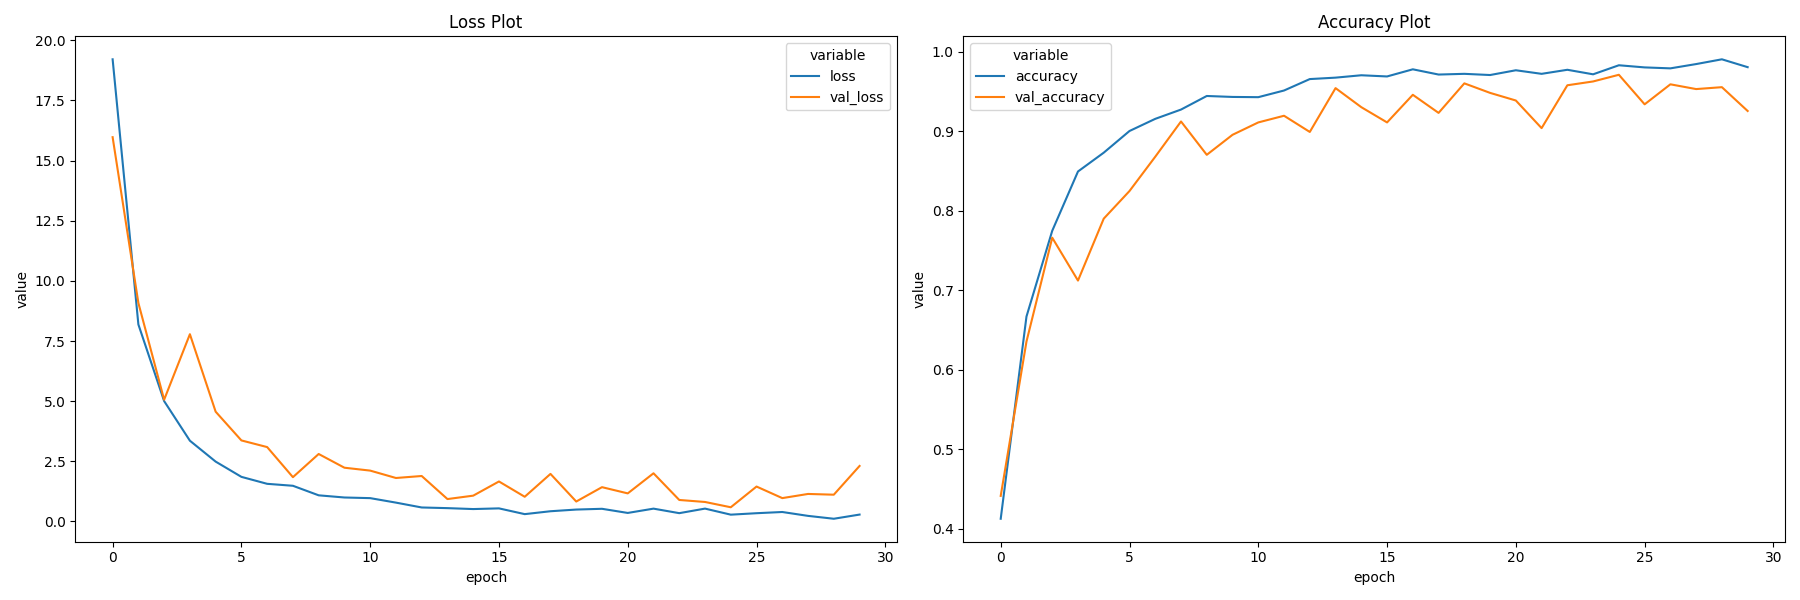 Loss Plot
20.0
17.5
15.0
12.5
10.0
7.5
5.0
2.5
0.0
value
variable
loss
val_loss
0 5 10 15 20 25 30
epoch
Accuracy Plot
1.0
0.9
0.8
0.7
0.6
0.5
0.4
value
variable
accuracy
val_accuracy
0 5 10 15 20 25 30
epoch